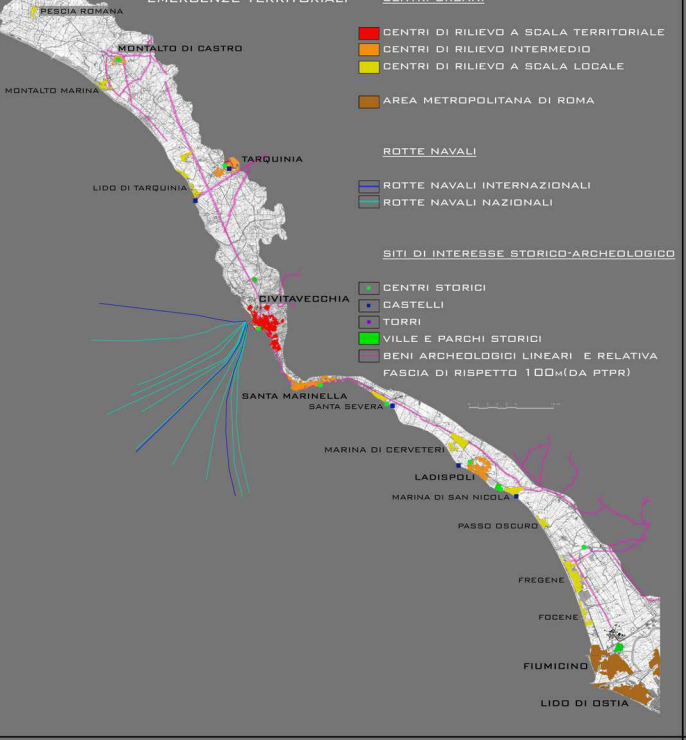 EMERGENZE TERRITORIALI
CENTRI URBANI
CENTRI DI RILIEVO A SCALA TERRITORIALE
CENTRI DI RILIEVO INTERMEDIO
CENTRI DI RILIEVO A SCALA LOCALE
AREA METROPOLITANA DI ROMA
ROTTE NAVALI
ROTTE NAVALI INTERNAZIONALI
ROTTE NAVALI NAZIONALI
SITI DI INTERESSE STORICO-ARCHEOLOGICO
CENTRI STORICI
CASTELLI
TORRI
VILLE E PARCHI STORICI
BENI ARCHEOLOGICI LINEARI E RELATIVA
FASCIA DI RISPETTO 100M(DA PTPR)
PESCIA ROMANA
MONTALTO DI CASTRO
MONTALTO MARINA
TARQUINIA
LIDO DI TARQUINIA
CIVITAVECCHIA
SANTA MARINELLA
SANTA SEVERA
MARINA DI CERVETERI
LADISPOLI
MARINA DI SAN NICOLA
PASSO OSCURO
FREGENE
FOCENE
FIUMICINO
LIDO DI OSTIA